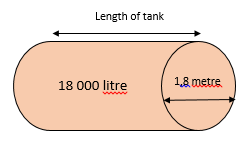 Length of tank
18 000 litre
1,8 metre